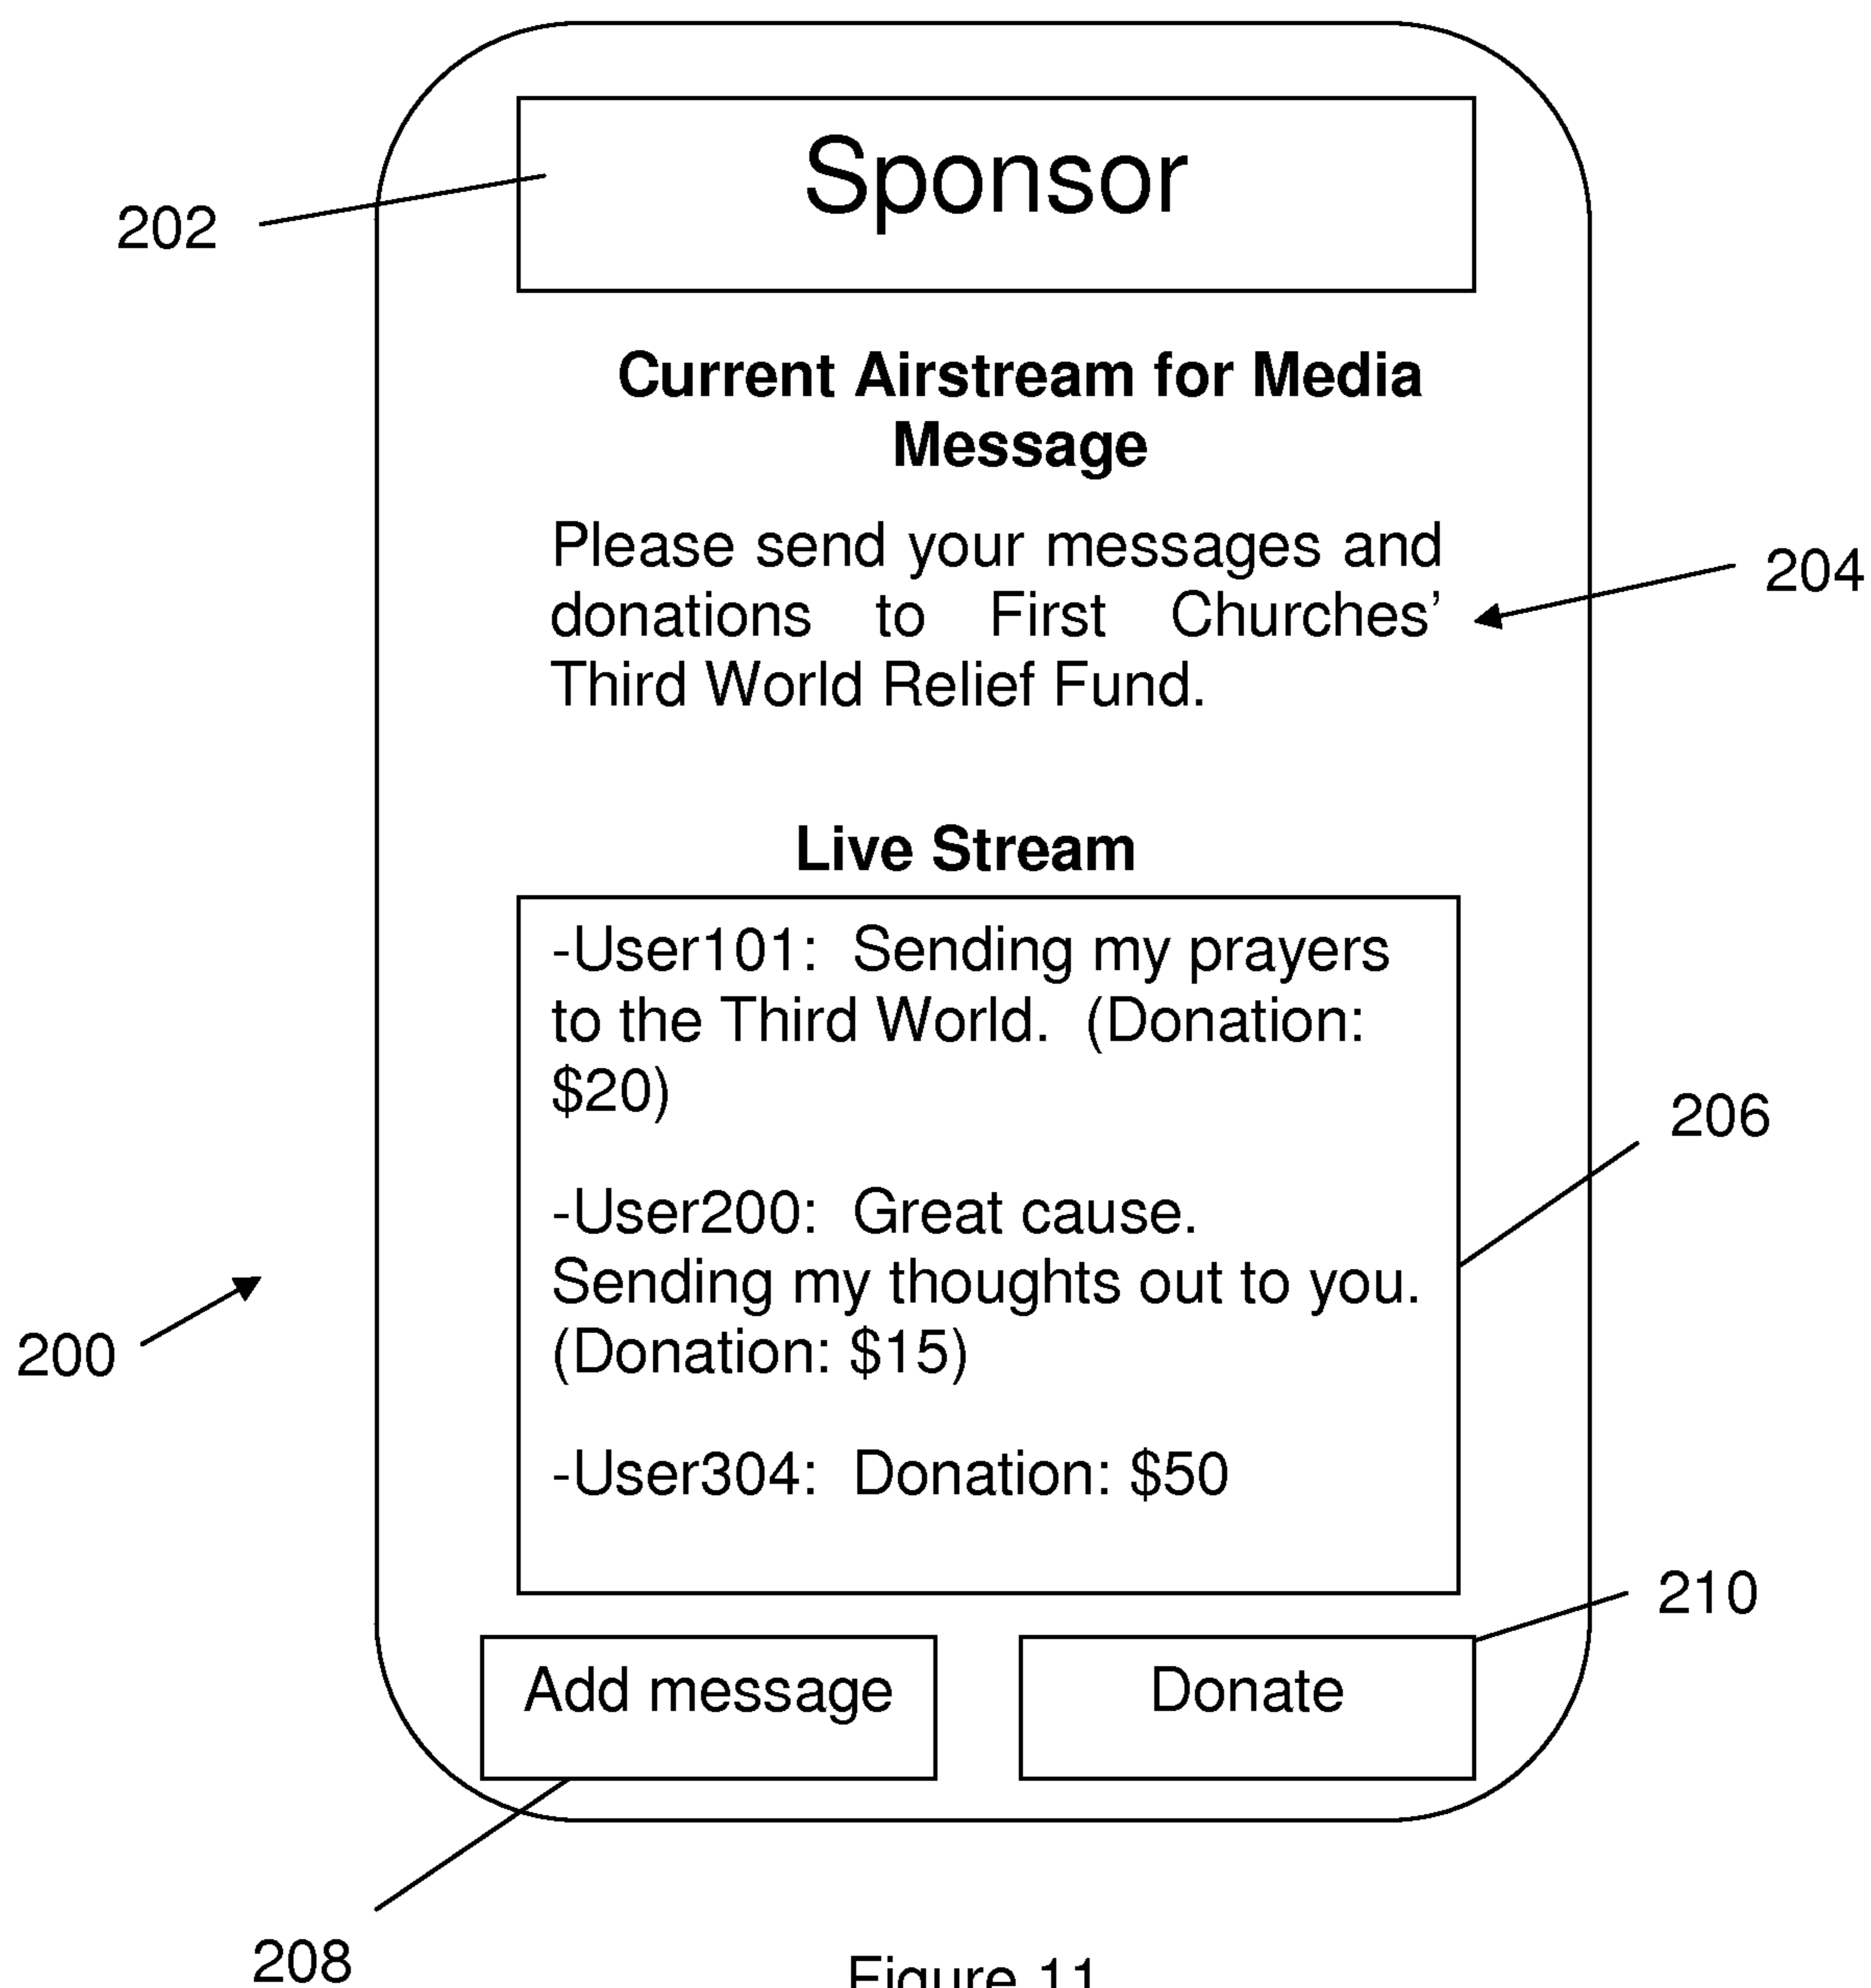 Sponsor
202
Current Airstream for Media
Message
Please send your messages and
donations to First Churches’
Third World Relief Fund.
204
Live Stream
-User101:  Sending my prayers
to the Third World.  (Donation:
$20)
206
-User200:  Great cause.
Sending my thoughts out to you.
(Donation: $15)
200
-User304:  Donation: $50
210
Add message
Donate
208
Figure 11